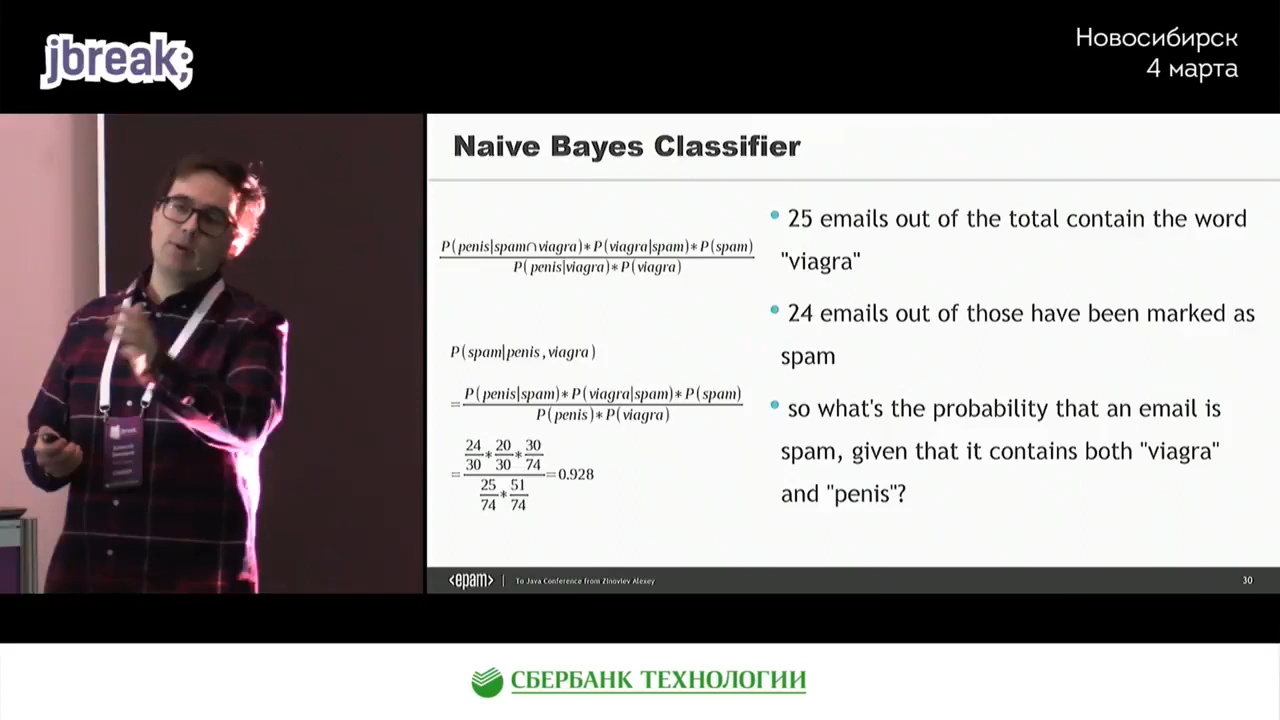 jbreak;
Новосибирск
4 марта
Naive Bayes Classifier
P(penis|spam∩viagra)∗P(viagra|spam)∗P(spam)
P(penis|viagra)∗P(viagra)
P(spam|penis,viagra)
= P(penis|spam)∗P(viagra|spam)∗P(spam)
P(penis)∗P(viagra)
= 24/30 ∗ 20/30 ∗ 30/74
25/74 ∗ 51/74
=0.928
• 25 emails out of the total contain the word
"viagra"
• 24 emails out of those have been marked as
spam
• so what's the probability that an email is
spam, given that it contains both "viagra"
and "penis"?
<epam> | To Java Conference from Zinoviev Alexey
30
СБЕРБАНК ТЕХНОЛОГИИ